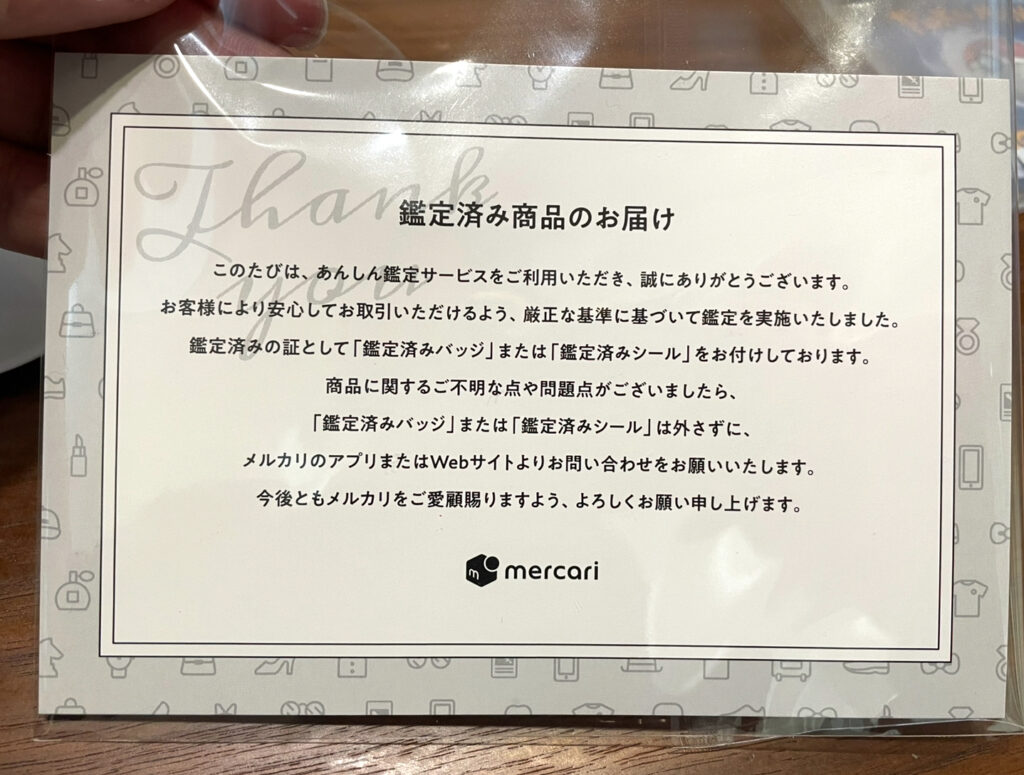 Thank you
鑑定済み商品のお届け
このたびは、あんしん鑑定サービスをご利用いただき、誠にありがとうございます。
お客様により安心してお取引いただけるよう、厳正な基準に基づいて鑑定を実施いたしました。
鑑定済みの証として「鑑定済みバッジ」または「鑑定済みシール」をお付けしております。
商品に関するご不明な点や問題点がございましたら、
「鑑定済みバッジ」または「鑑定済みシール」は外さずに、
メルカリのアプリまたはWebサイトよりお問い合わせをお願いいたします。
今後ともメルカリをご愛顧賜りますよう、よろしくお願い申し上げます。
m mercari